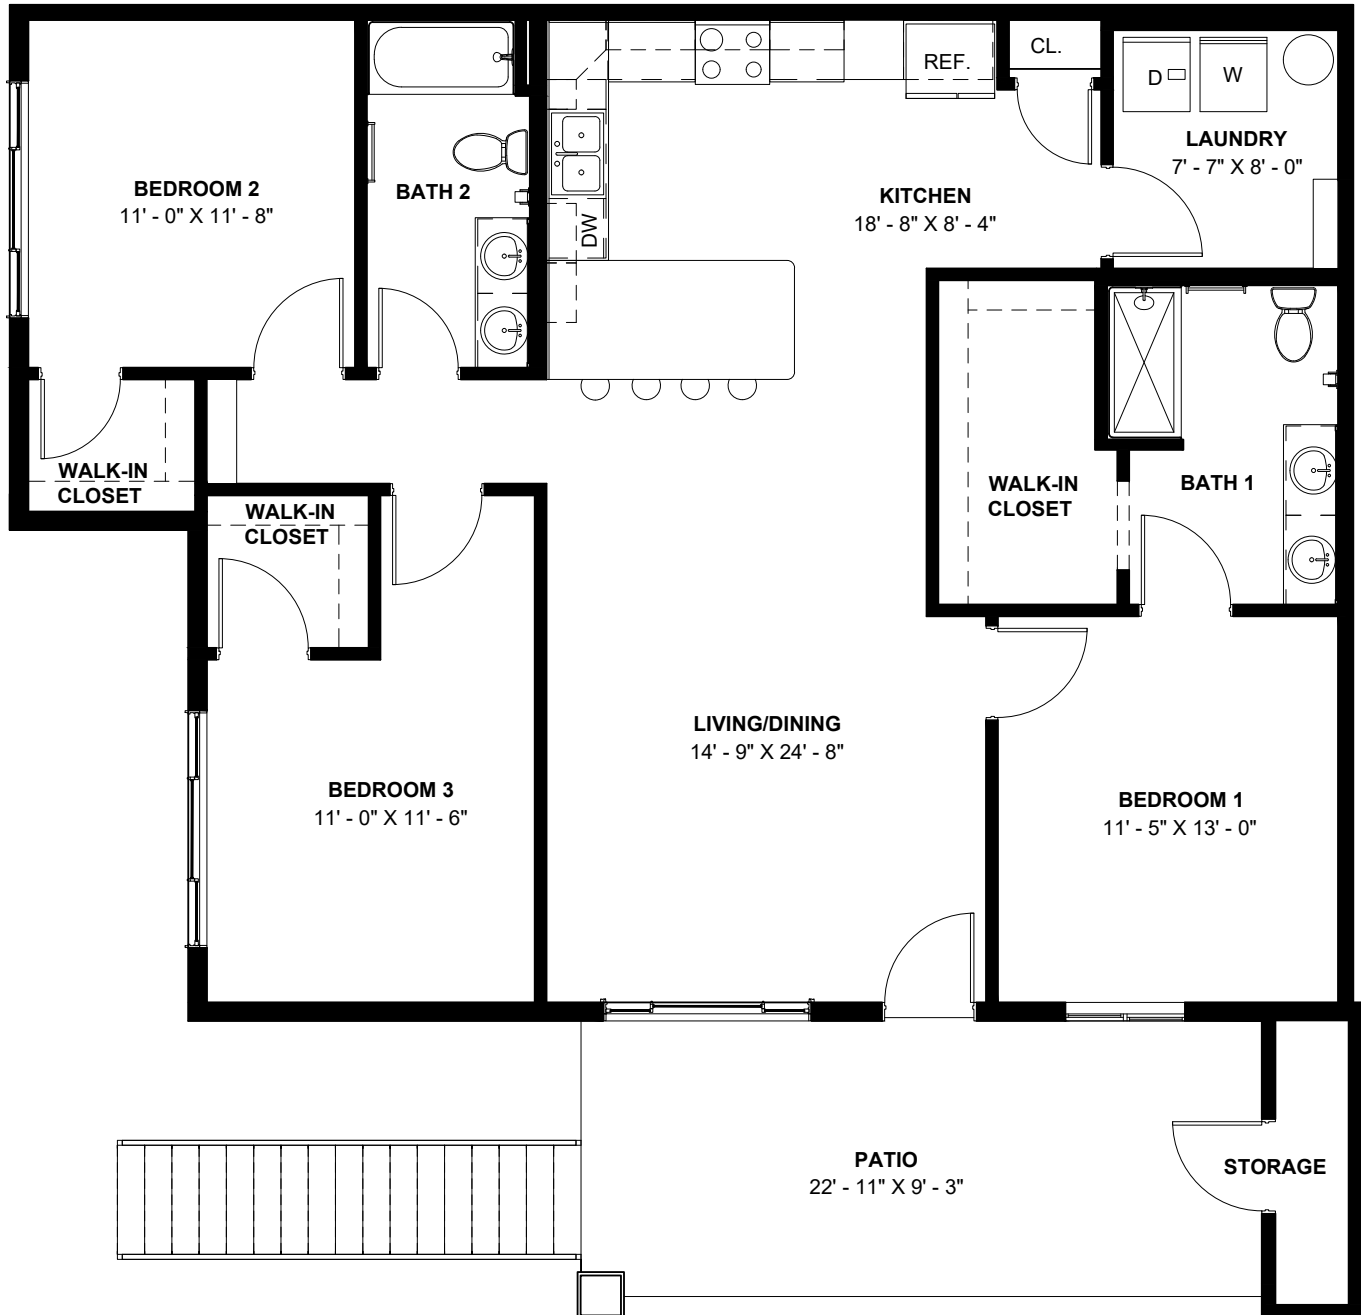 CL.
REF.
D
W
LAUNDRY
7' - 7" X 8' - 0"
BEDROOM 2
11' - 0" X 11' - 8"
BATH 2
KITCHEN
18' - 8" X 8' - 4"
DW
WALK-IN
CLOSET
WALK-IN
CLOSET
WALK-IN
CLOSET
BATH 1
LIVING/DINING
14' - 9" X 24' - 8"
BEDROOM 3
11' - 0" X 11' - 6"
BEDROOM 1
11' - 5" X 13' - 0"
PATIO
22' - 11" X 9' - 3"
STORAGE